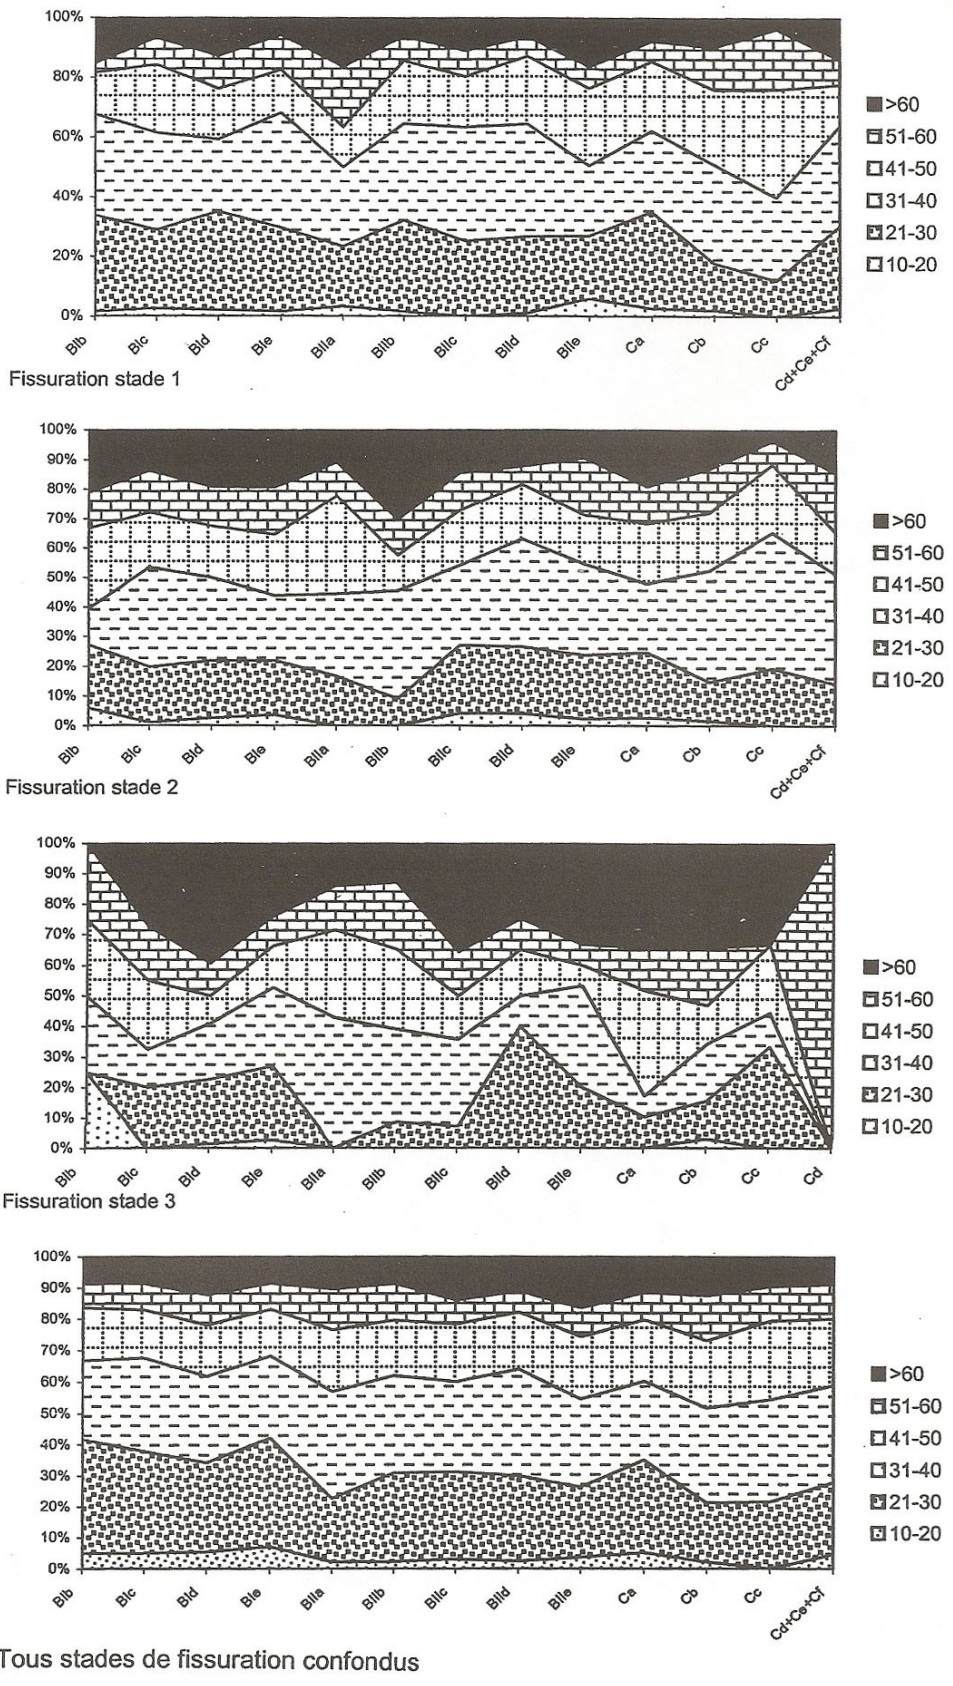 100%
80%
60%
40%
20%
0%
BIb
BIc
BId
BIe
BIIa
BIIb
BIIc
BIId
BIIe
Ca
Cb
Cc
Cd+Ce+Cf
>60
51-60
41-50
31-40
21-30
10-20
Fissuration stade 1
100%
90%
80%
70%
60%
50%
40%
30%
20%
10%
0%
BIb
BIc
BId
BIe
BIIa
BIIb
BIIc
BIId
BIIe
Ca
Cb
Cc
Cd+Ce+Cf
>60
51-60
41-50
31-40
21-30
10-20
Fissuration stade 2
100%
90%
80%
70%
60%
50%
40%
30%
20%
10%
0%
BIb
BIc
BId
BIe
BIIa
BIIb
BIIc
BIId
BIIe
Ca
Cb
Cc
Cd
>60
51-60
41-50
31-40
21-30
10-20
Fissuration stade 3
100%
90%
80%
70%
60%
50%
40%
30%
20%
10%
0%
BIb
BIc
BId
BIe
BIIa
BIIb
BIIc
BIId
BIIe
Ca
Cb
Cc
Cd+Ce+Cf
>60
51-60
41-50
31-40
21-30
10-20
Tous stades de fissuration confondus